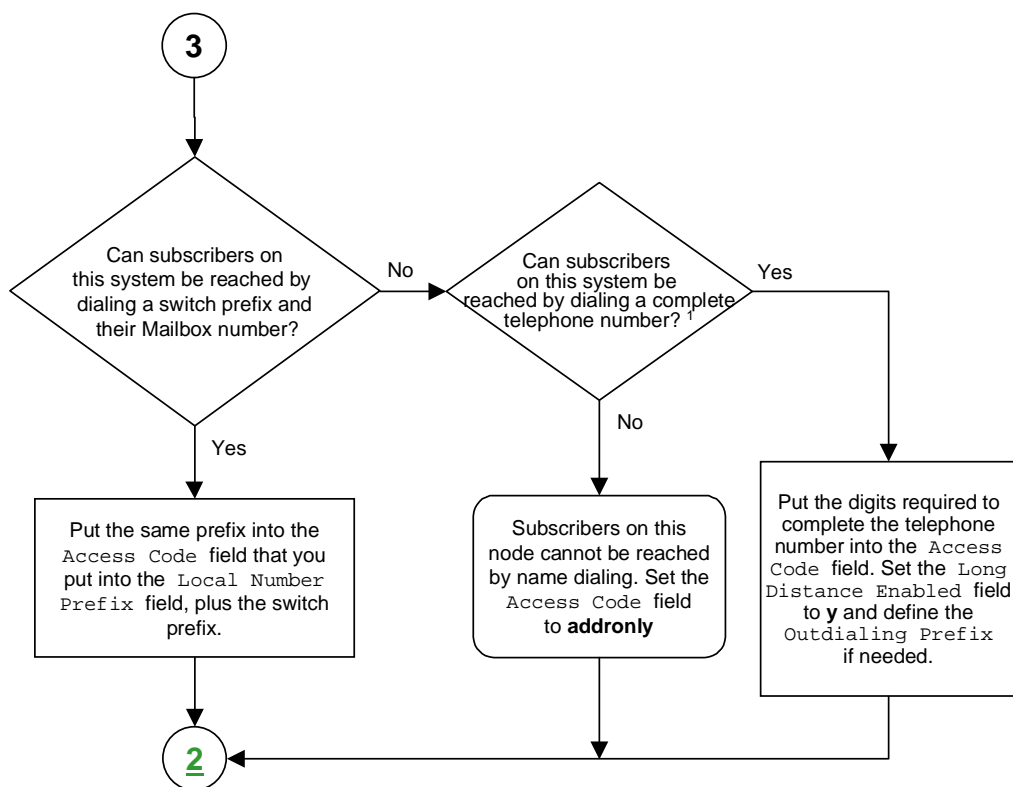 3
Can subscribers on
this system be reached by
dialing a switch prefix and
their Mailbox number?
No
Can subscribers
on this system be
reached by dialing a complete
telephone number? 1
Yes
Yes
No
Put the same prefix into the
Access Code field that you
put into the Local Number
Prefix field, plus the switch
prefix.
Subscribers on this
node cannot be reached
by name dialing. Set the
Access Code field
to addronly
Put the digits required to
complete the telephone
number into the Access
Code field. Set the Long
Distance Enabled field
to y and define the
Outdialing Prefix
if needed.
2